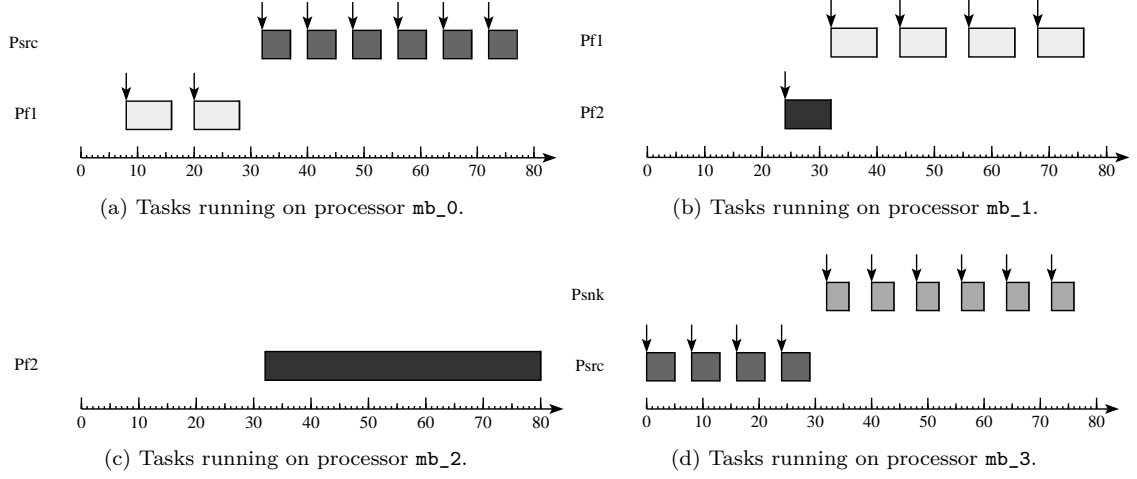 Psrc
Pf1
0 10 20 30 40 50 60 70 80
(a) Tasks running on processor mb_0.
Pf1
Pf2
0 10 20 30 40 50 60 70 80
(b) Tasks running on processor mb_1.
Pf2
0 10 20 30 40 50 60 70 80
(c) Tasks running on processor mb_2.
Psnk
Psrc
0 10 20 30 40 50 60 70 80
(d) Tasks running on processor mb_3.